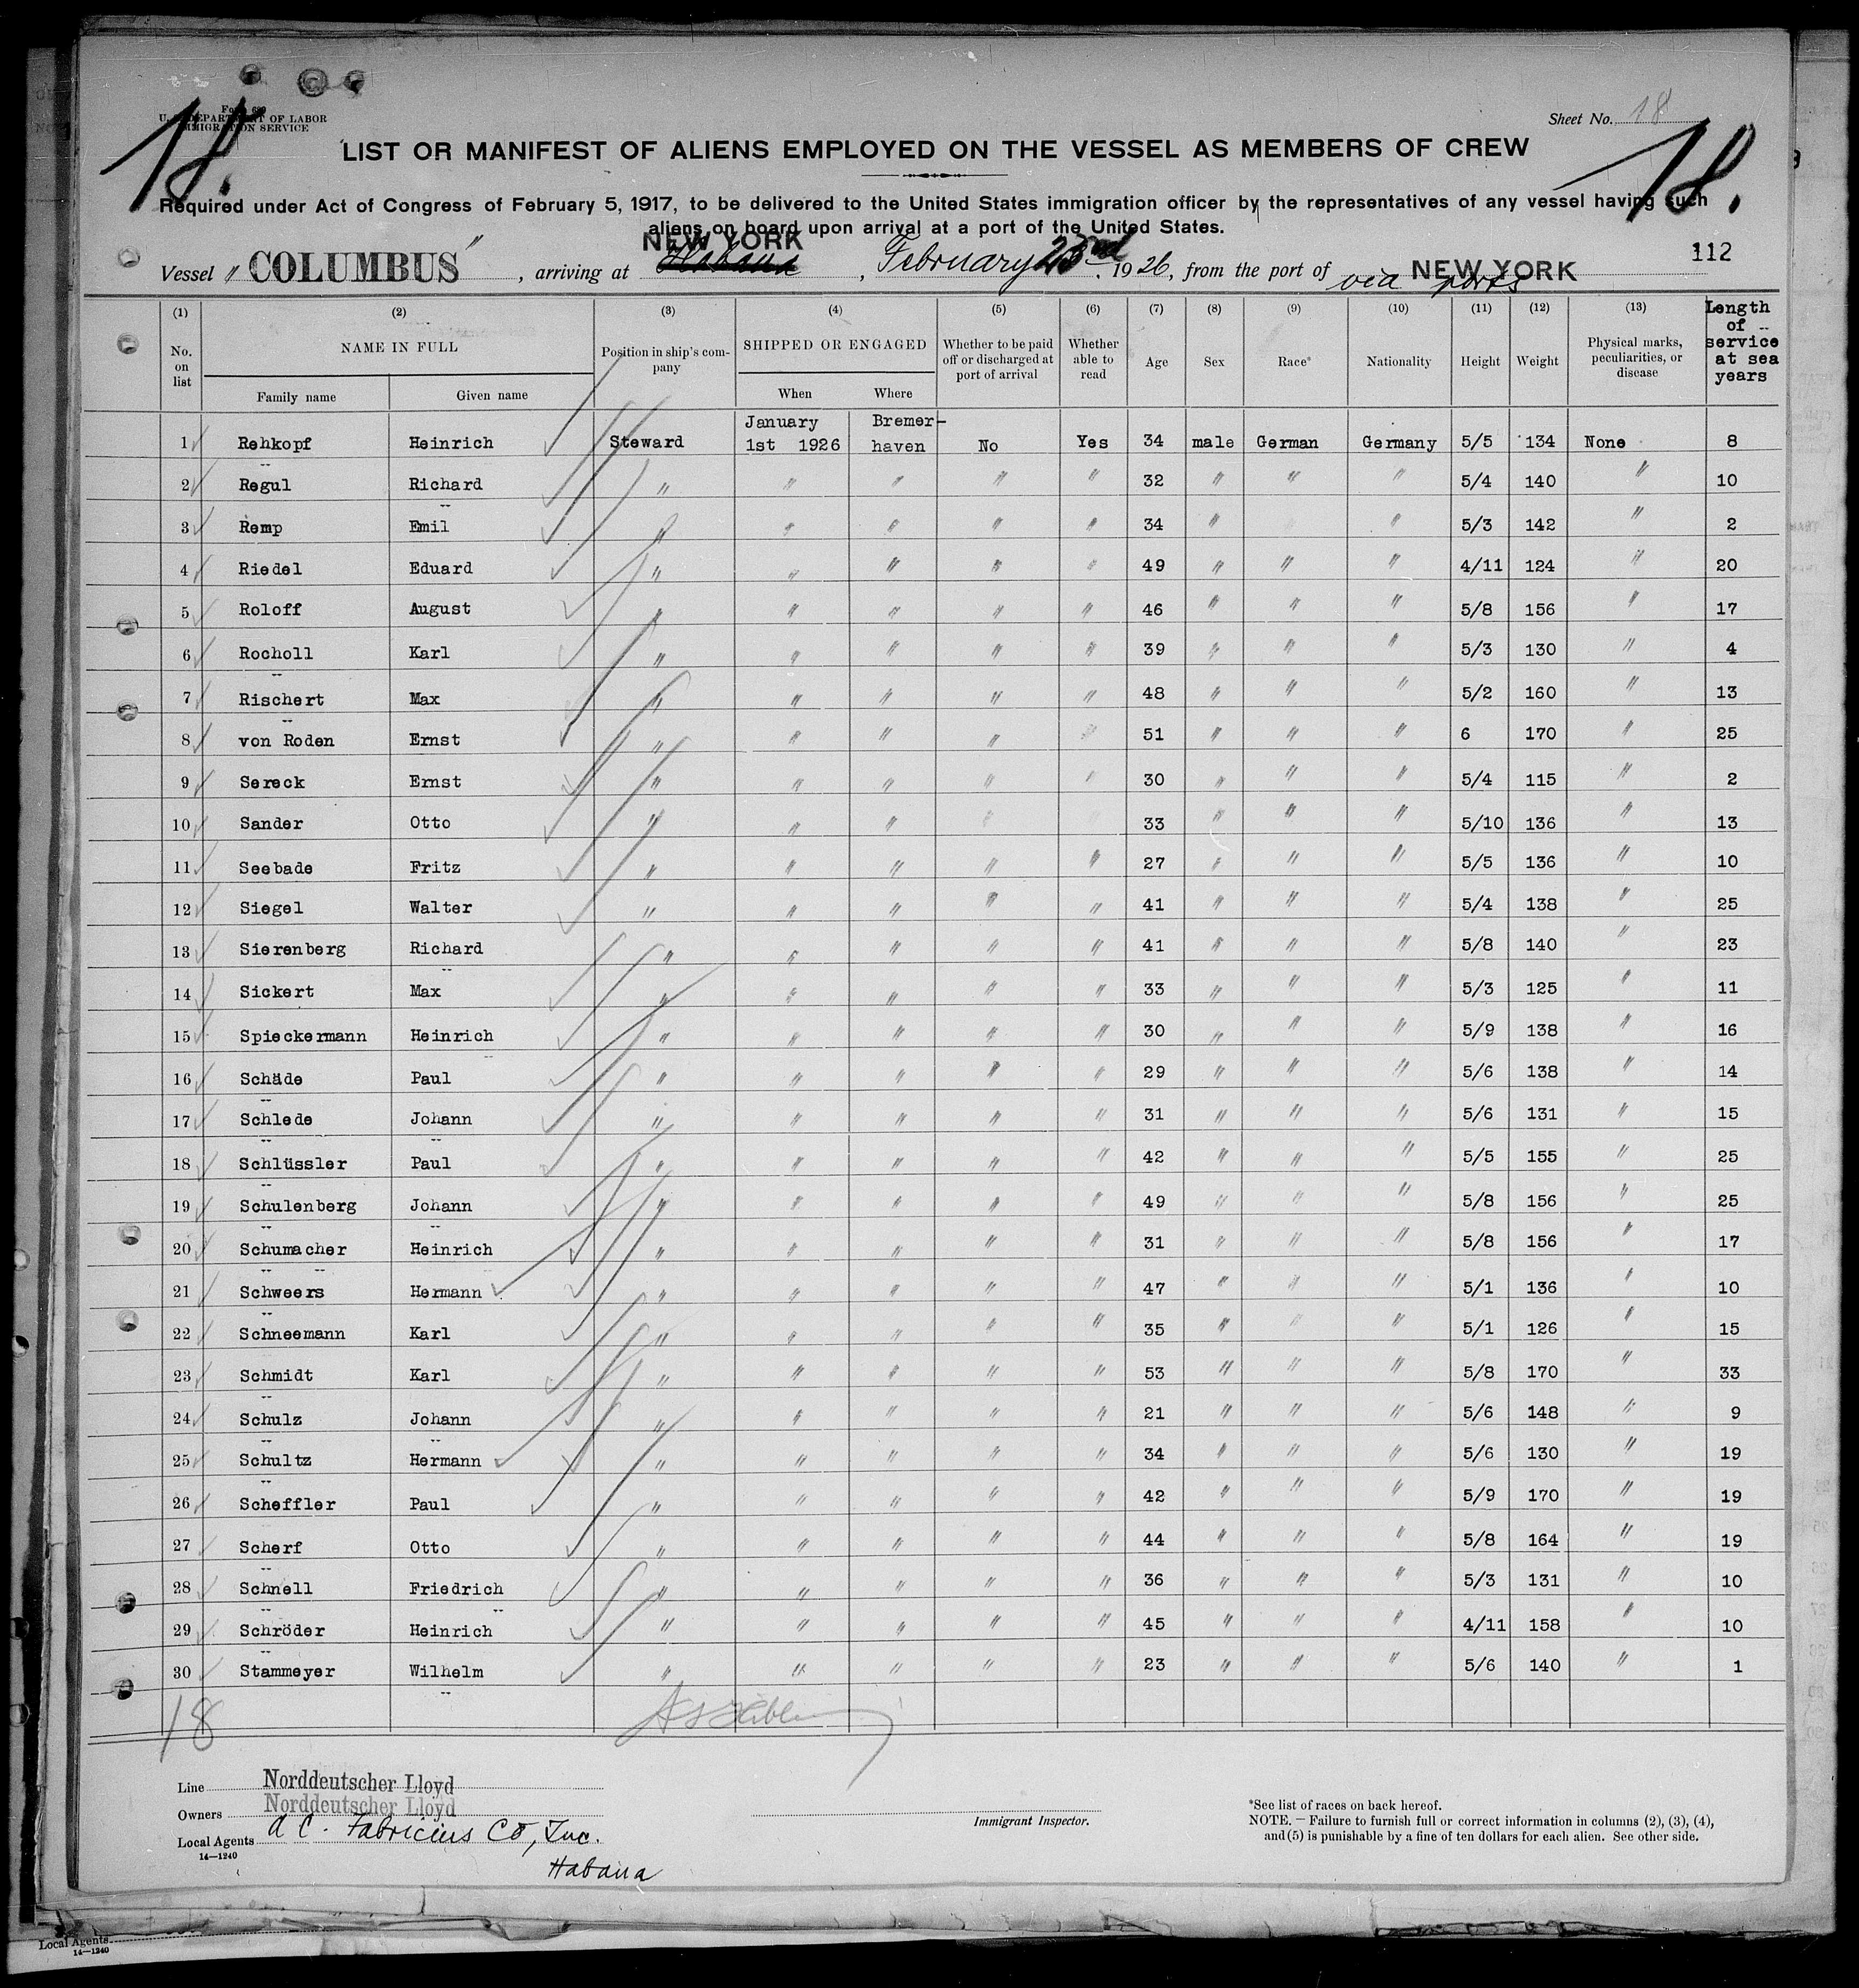 Form 689
U. S. DEPARTMENT OF LABOR
IMMIGRATION SERVICE
Sheet No. 18
18.
18.
LIST OR MANIFEST OF ALIENS EMPLOYED ON THE VESSEL AS MEMBERS OF CREW
Required under Act of Congress of February 5, 1917, to be delivered to the United States immigration officer by the representatives of any vessel having such
aliens on board upon arrival at a port of the United States.
Vessel " COLUMBUS " , arriving at Habana NEW YORK , February 23rd , 1926, from the port of via ports NEW YORK
112
(1) (2) (3) (4) (5) (6) (7) (8) (9) (10) (11) (12) (13) Length of service at sea years
No. on list NAME IN FULL Position in ship's company SHIPPED OR ENGAGED Whether to be paid off or discharged at port of arrival Whether able to read Age Sex Race* Nationality Height Weight Physical marks, peculiarities, or disease
Family name Given name When Where
1 Rehkopf Heinrich Steward January 1st 1926 Bremerhaven No Yes 34 male German Germany 5/5 134 None 8
2 Regul Richard " " " " " 32 " " " 5/4 140 " 10
3 Remp Emil " " " " " 34 " " 5/3 142 " 2
4 Riedel Eduard " " " " " 49 " " " 4/11 124 " 20
5 Roloff August " " " " " 46 " " " 5/8 156 " 17
6 Rocholl Karl " " " " " 39 " " " 5/3 130 " 4
7 Rischert Max " " " " " 48 " " " 5/2 160 " 13
8 von Roden Ernst " " " " " 51 " " " 6 170 " 25
9 Sereck Ernst " " " " " 30 " " " 5/4 115 " 2
10 Sander Otto " " " " 33 " " " 5/10 136 " 13
11 Seebade Fritz " " " " " 27 " " " 5/5 136 " 10
12 Siegel Walter " " " " " 41 " " " 5/4 138 " 25
13 Sierenberg Richard " " " " " 41 " " " 5/8 140 " 23
14 Sickert Max " " " " " 33 " " " 5/3 125 " 11
15 Spieckermann Heinrich " " " " " 30 " " " 5/9 138 " 16
16 Schäde Paul " " " " " 29 " " " 5/6 138 " 14
17 Schlede Johann " " " " " 31 " " " 5/6 131 " 15
18 Schlüssler Paul " " " " " 42 " " " 5/5 155 " 25
19 Schulenberg Johann " " " " " 49 " " " 5/8 156 " 25
20 Schumacher Heinrich " " " " " 31 " " " 5/8 156 " 17
21 Schweers Hermann " " " " " 47 " " " 5/1 136 " 10
22 Schneemann Karl " " " " " 35 " " " 5/1 126 " 15
23 Schmidt Karl " " " " " 53 " " " 5/8 170 " 33
24 Schulz Johann " " " " " 21 " " " 5/6 148 " 9
25 Schultz Hermann " " " " " 34 " " " 5/6 130 " 19
26 Scheffler Paul " " " " " 42 " " " 5/9 170 " 19
27 Scherf Otto " " " " " 44 " " " 5/8 164 " 19
28 Schnell Friedrich " " " " " 36 " " " 5/3 131 " 10
29 Schröder Heinrich " " " " " 45 " " " 4/11 158 " 10
30 Stammeyer Wilhelm " " " " " 23 " " " 5/6 140 " 1
18
Line Norddeutscher Lloyd
Owners Norddeutscher Lloyd
Local Agents A C. Fabricius Co, Inc.
14—1240
Habana
Immigrant Inspector.
*See list of races on back hereof.
NOTE. — Failure to furnish full or correct information in columns (2), (3), (4),
and (5) is punishable by a fine of ten dollars for each alien. See other side.
Local Agents
14—1240